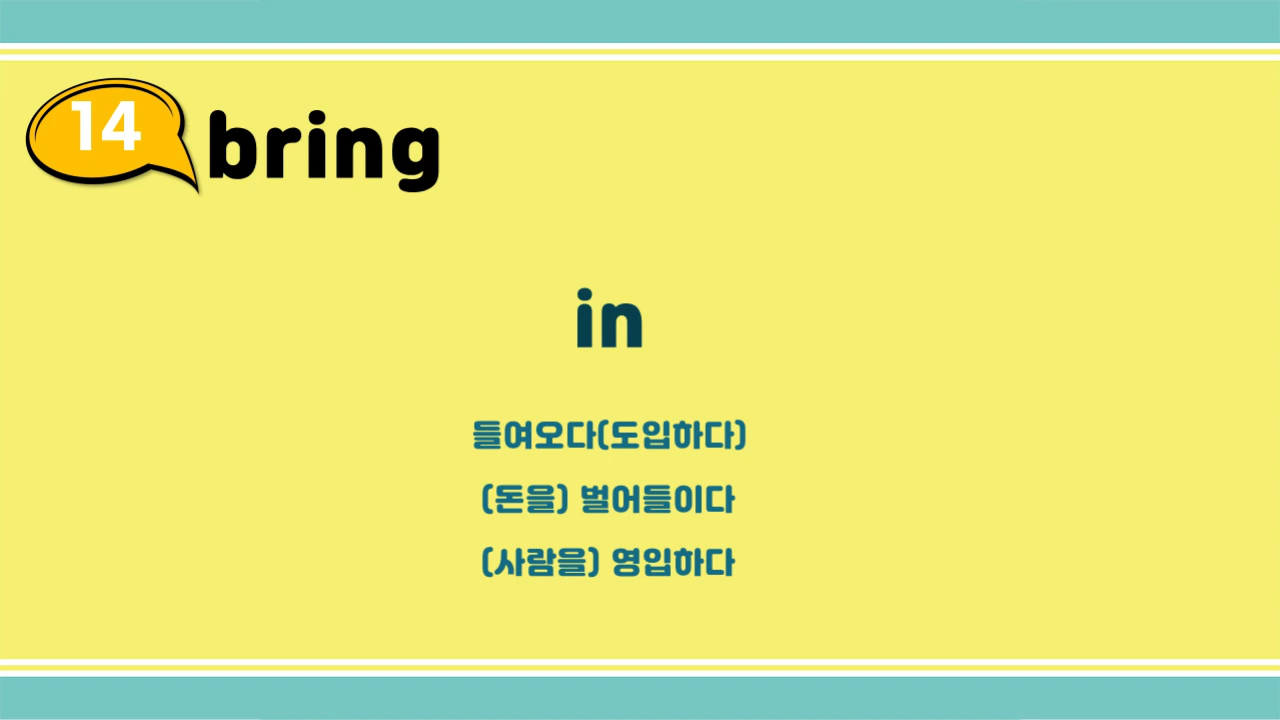 14
bring
in
들여오다(도입하다)
(돈을) 벌어들이다
(사람을) 영입하다